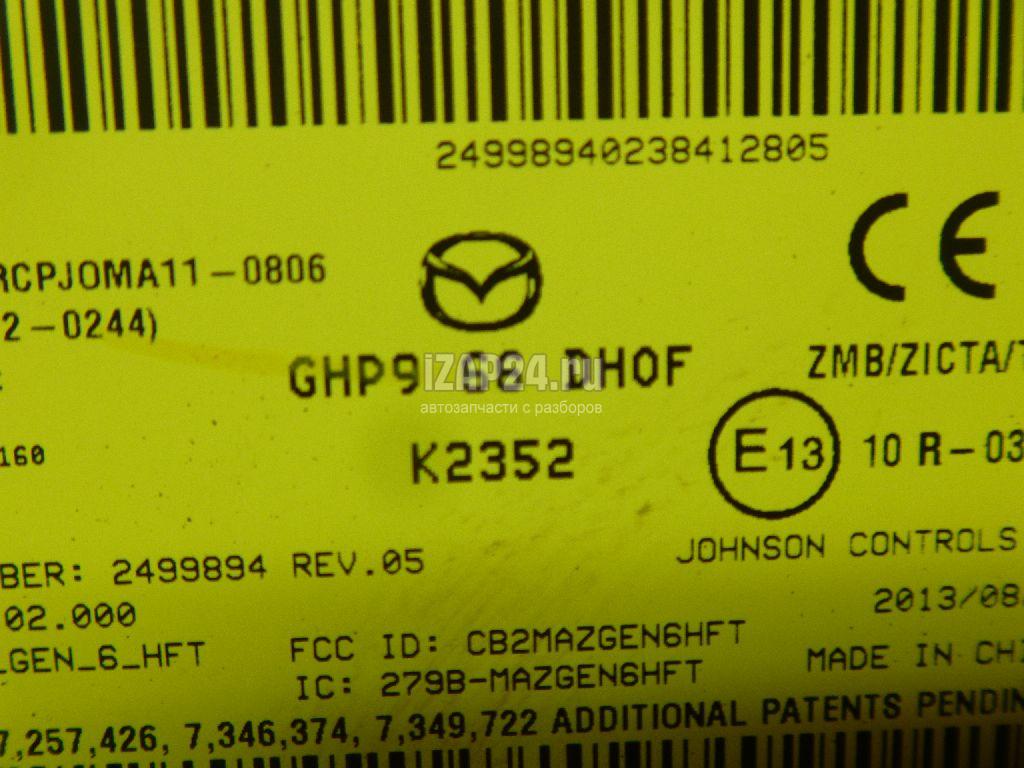 24998940238412805
CE
RCPJOMA11-0806
2-0244)
GHP9 DHOF
iZAP24.ru
автозапчасти с разборов
ZMB/ZICTA/
160
K2352
E13
10 R-03
JOHNSON CONTROLS
BER: 2499894 REV.05
02.000
2013/08
GEN_6_HFT
FCC ID: CB2MAZGEN6HFT
MADE IN CHI
IC: 279B-MAZGEN6HFT
7,257,426, 7,346,374, 7,349,722 ADDITIONAL PATENTS PENDIN